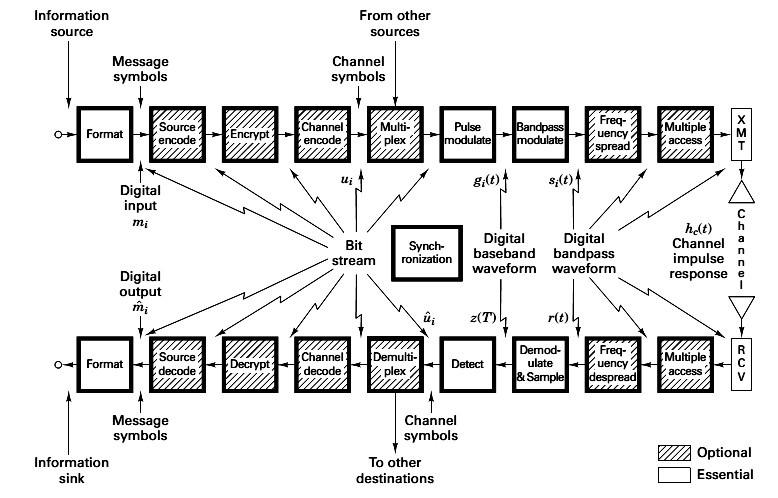 Information
source
From other
sources
Message
symbols
Channel
symbols
Format
Source
encode
Encrypt
Channel
encode
Multi-
plex
Pulse
modulate
Bandpass
modulate
Freq-
uency
spread
Multiple
access
X
M
T
Digital
input
mᵢ
uᵢ
gᵢ(t)
sᵢ(t)
Bit
stream
Synch-
ronization
Digital
baseband
waveform
Digital
bandpass
waveform
h_c(t)
Channel
impulse
response
C
h
a
n
n
e
l
Digital
output
m̂ᵢ
ûᵢ
z(T)
r(t)
Format
Source
decode
Decrypt
Channel
decode
Demulti-
plex
Detect
Demod-
ulate
& Sample
Freq-
uency
despread
Multiple
access
R
C
V
Message
symbols
Channel
symbols
Information
sink
To other
destinations
Optional
Essential